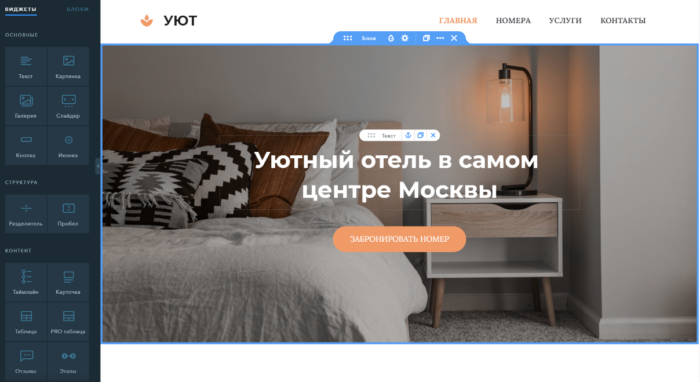 ВИДЖЕТЫ БЛОКИ
ОСНОВНЫЕ
Текст Картинка
Галерея Слайдер
Кнопка Иконка
СТРУКТУРА
Разделитель Пробел
КОНТЕНТ
Таймлайн Карточка
Таблица PRO таблица
Отзывы Этапы
УЮТ
ГЛАВНАЯ НОМЕРА УСЛУГИ КОНТАКТЫ
Блок
Текст
Уютный отель в самом
центре Москвы
ЗАБРОНИРОВАТЬ НОМЕР